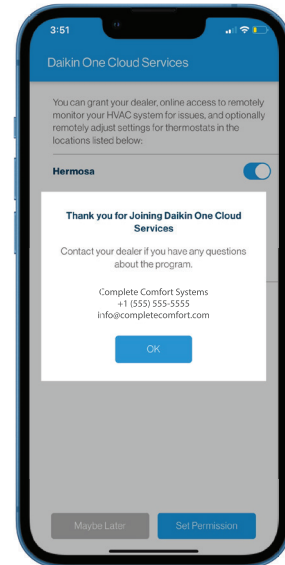 3:51
Daikin One Cloud Services
You can grant your dealer, online access to remotely
monitor your HVAC system for issues, and optionally
remotely adjust settings for thermostats in the
locations listed below:
Hermosa
Thank you for Joining Daikin One Cloud
Services
Contact your dealer if you have any questions
about the program.
Complete Comfort Systems
+1 (555) 555-5555
info@completecomfort.com
OK
Maybe Later
Set Permission